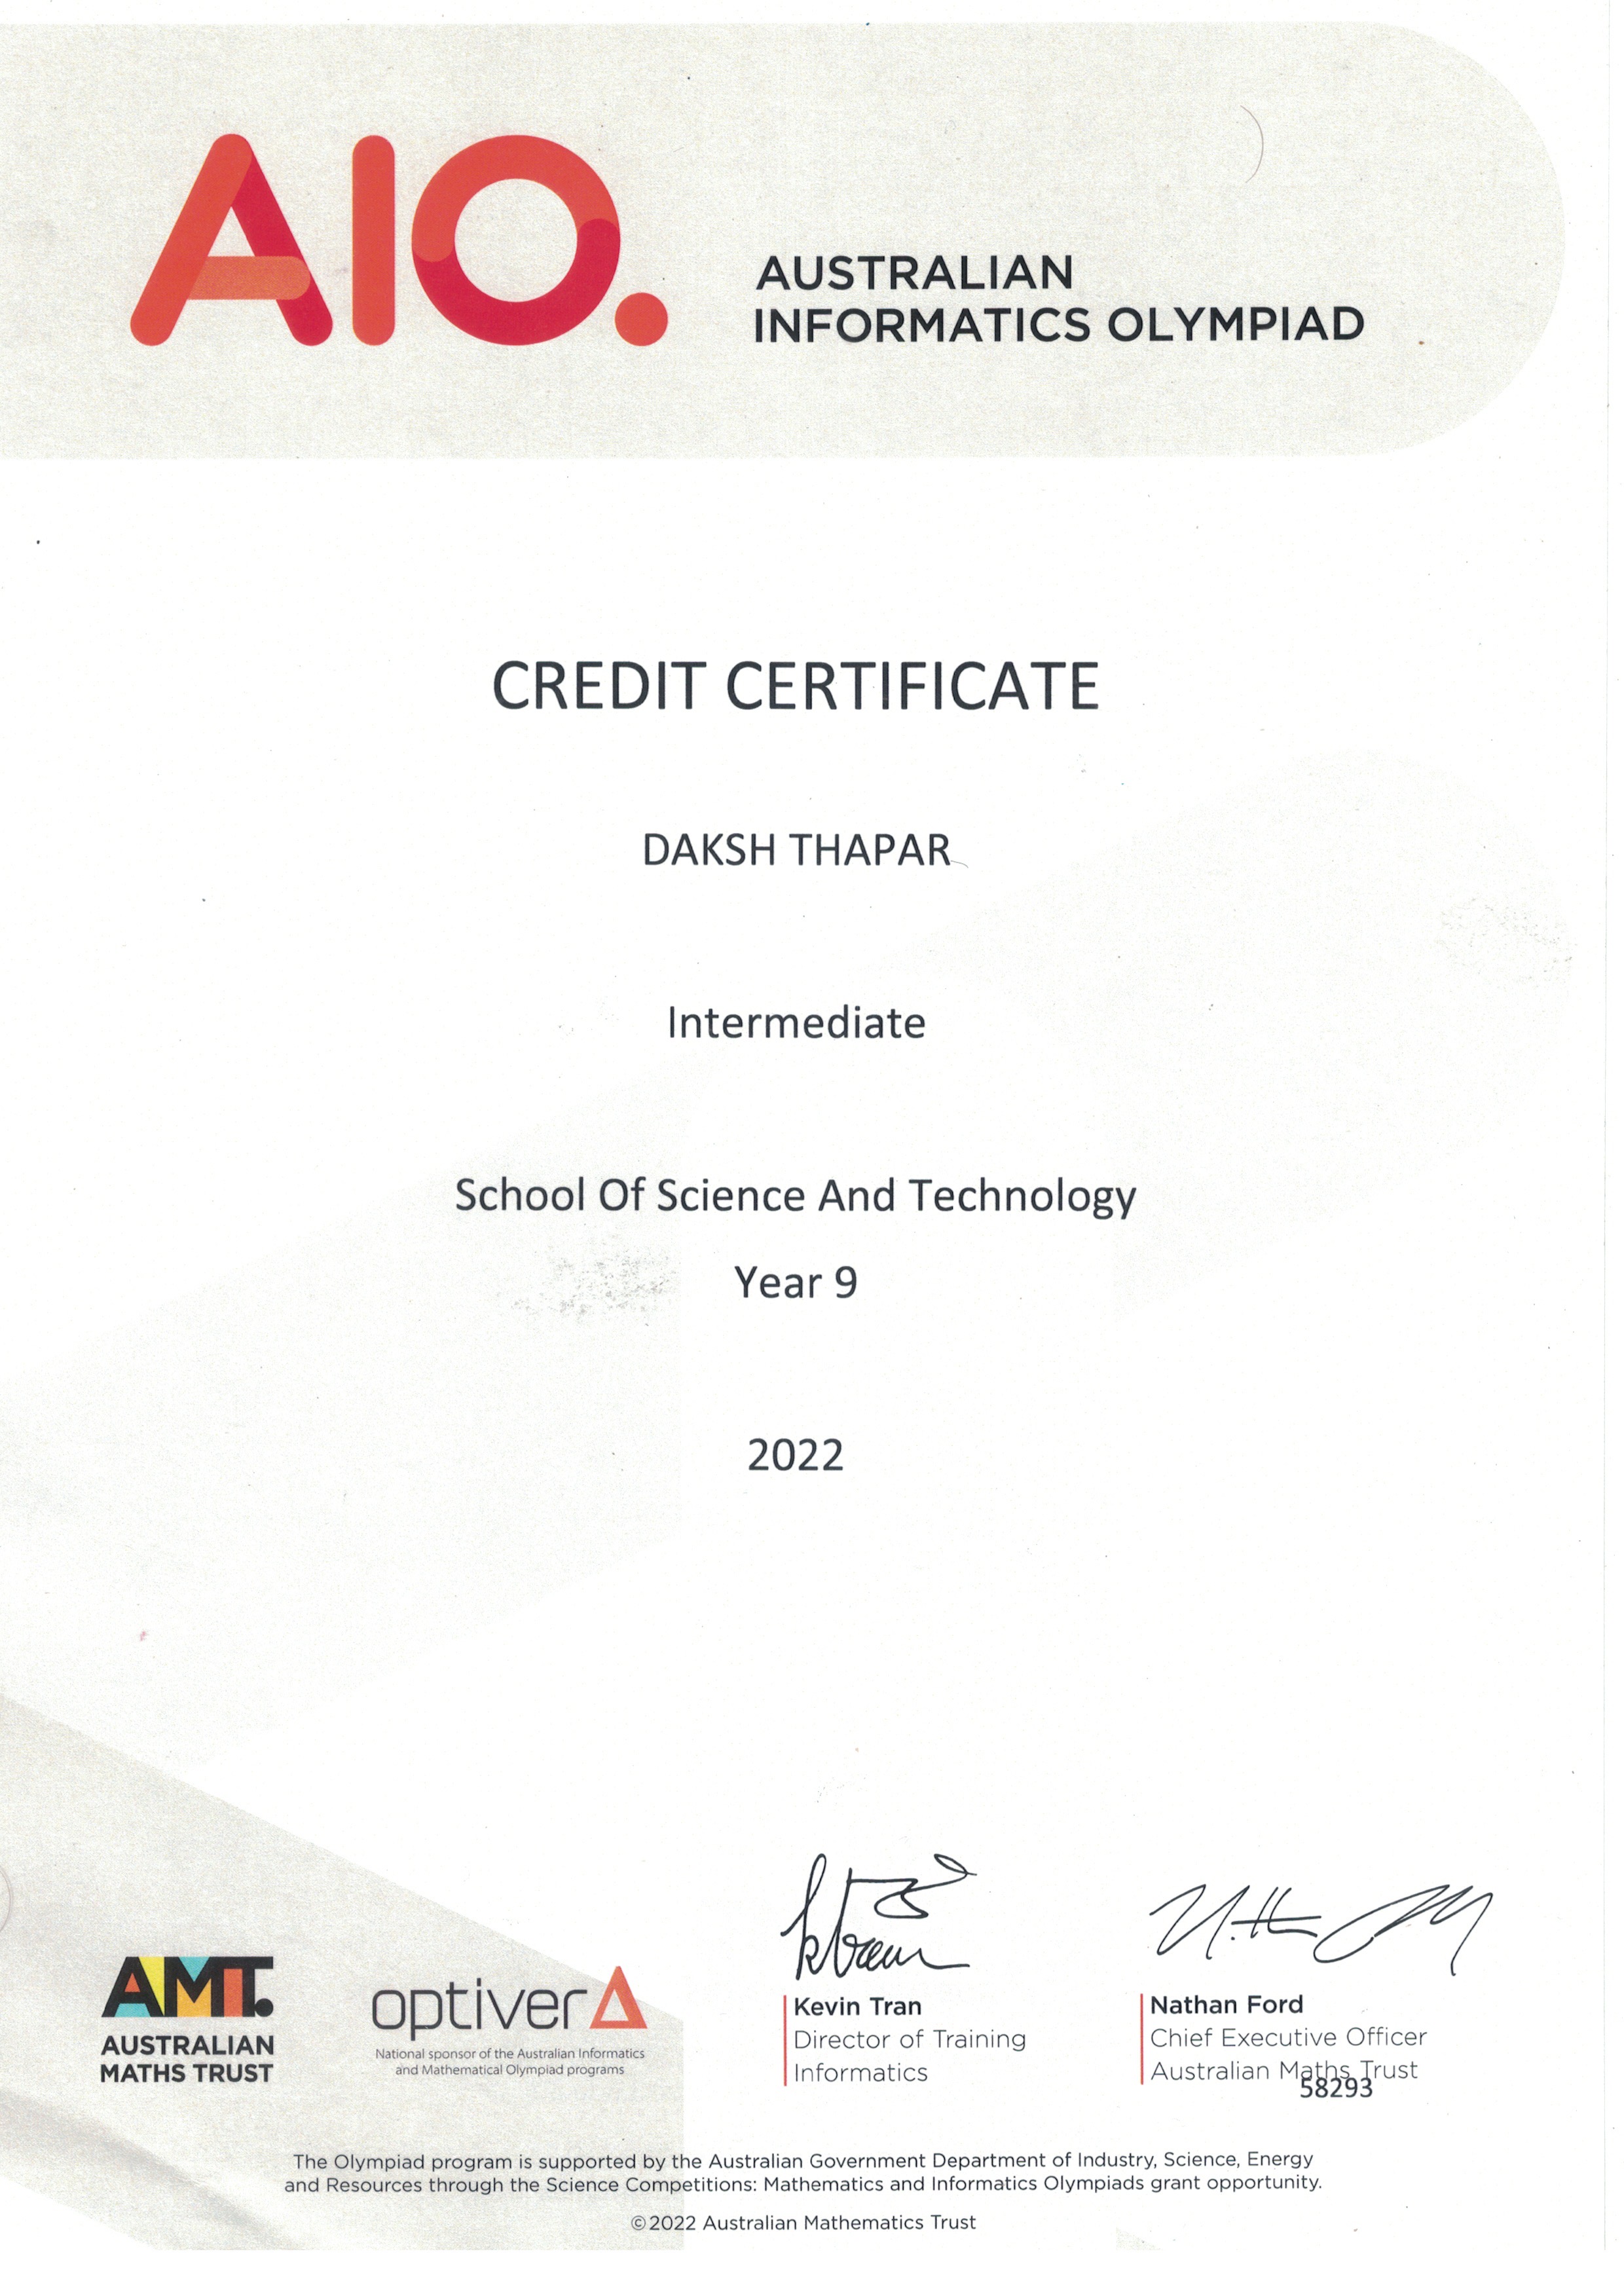 AIO.
AUSTRALIAN
INFORMATICS OLYMPIAD
CREDIT CERTIFICATE
DAKSH THAPAR
Intermediate
School Of Science And Technology
Year 9
2022
AMT.
AUSTRALIAN
MATHS TRUST
optiver
National sponsor of the Australian Informatics
and Mathematical Olympiad programs
Kevin Tran
Director of Training
Informatics
Nathan Ford
Chief Executive Officer
Australian Maths Trust
58293
The Olympiad program is supported by the Australian Government Department of Industry, Science, Energy
and Resources through the Science Competitions: Mathematics and Informatics Olympiads grant opportunity.
©2022 Australian Mathematics Trust